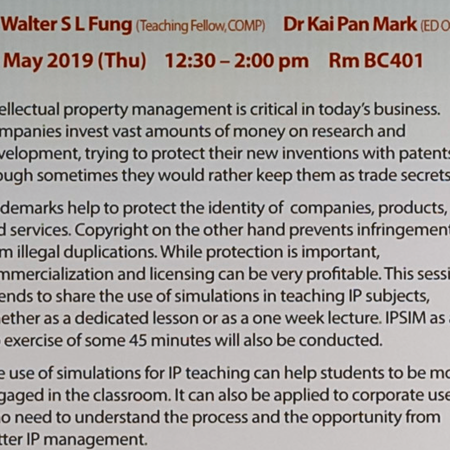 Walter S L Fung (Teaching Fellow, COMP) Dr Kai Pan Mark (ED O
May 2019 (Thu) 12:30 – 2:00 pm Rm BC401
ellectual property management is critical in today's business.
mpanies invest vast amounts of money on research and
velopment, trying to protect their new inventions with patents
ough sometimes they would rather keep them as trade secrets
demarks help to protect the identity of companies, products,
d services. Copyright on the other hand prevents infringement
m illegal duplications. While protection is important,
mmercialization and licensing can be very profitable. This sessi
ends to share the use of simulations in teaching IP subjects,
ether as a dedicated lesson or as a one week lecture. IPSIM as
exercise of some 45 minutes will also be conducted.
e use of simulations for IP teaching can help students to be mo
gaged in the classroom. It can also be applied to corporate use
o need to understand the process and the opportunity from
tter IP management.